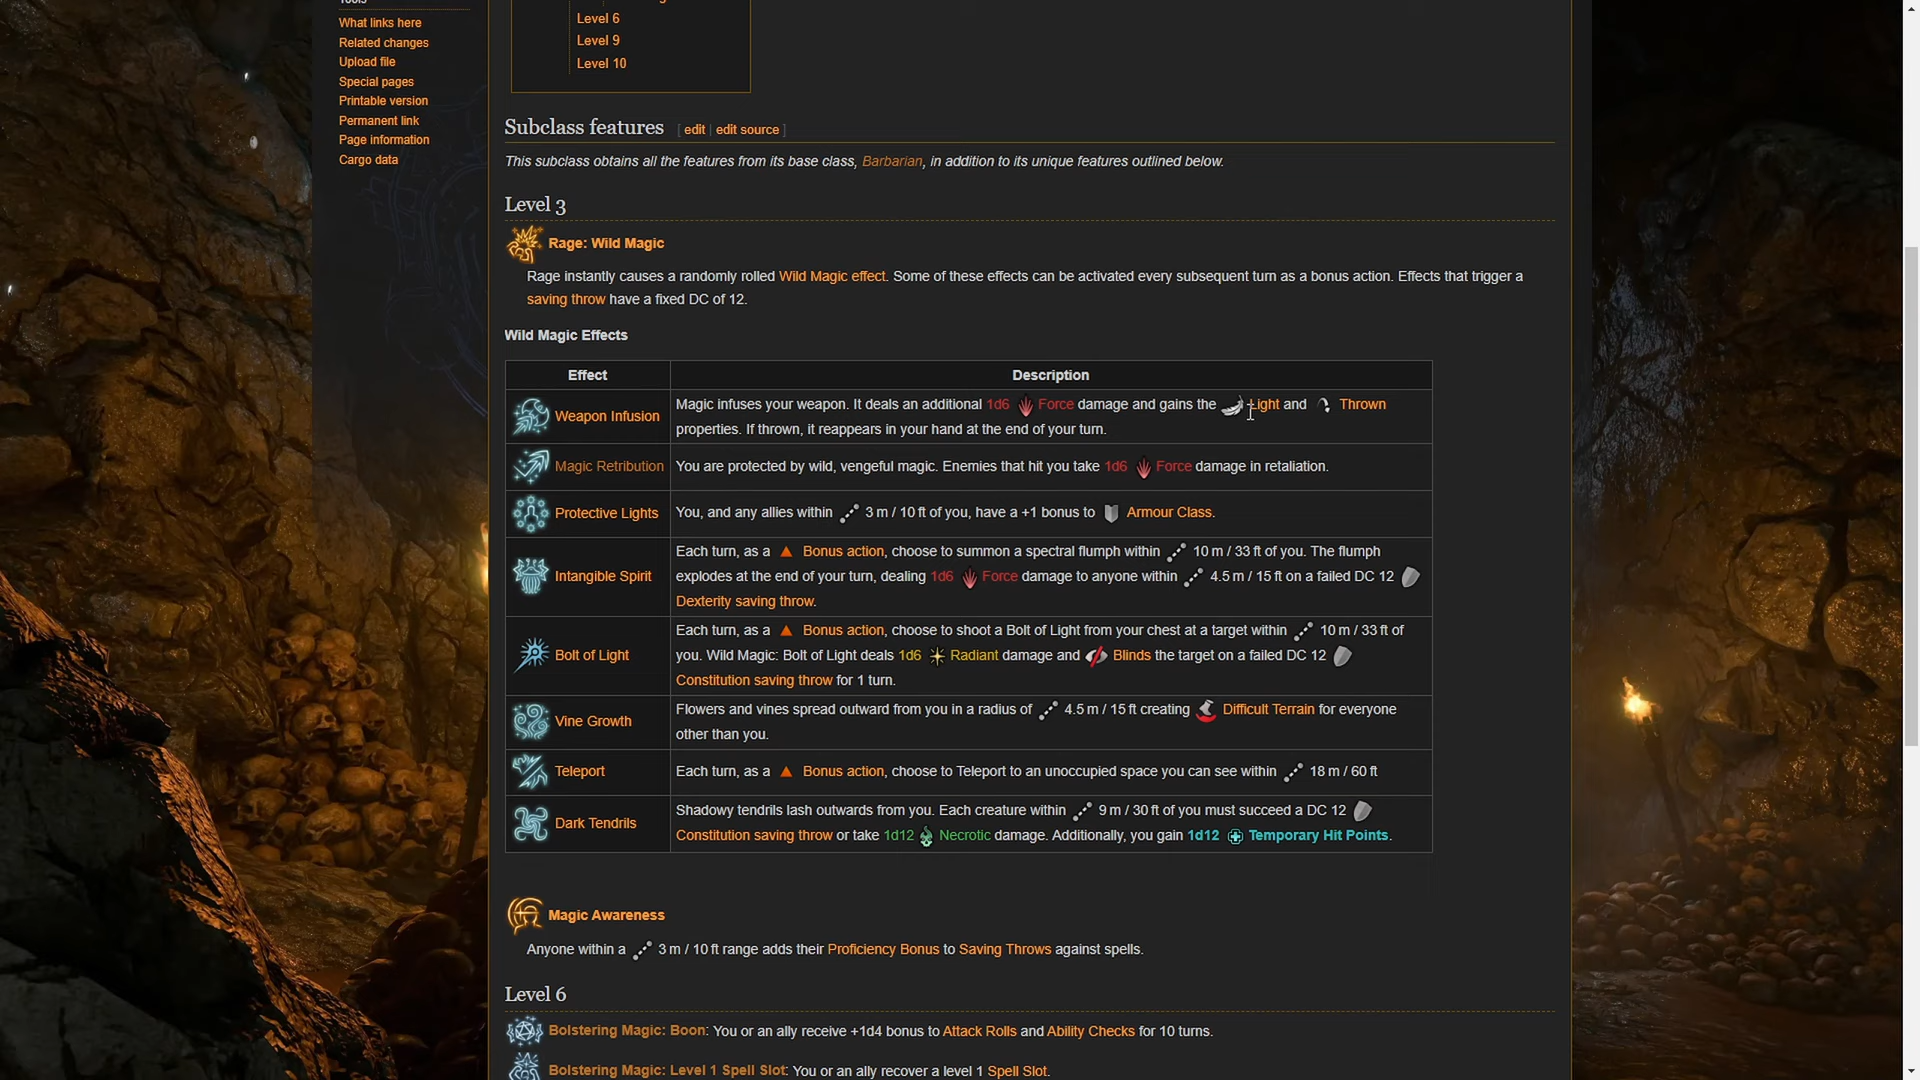 Tools
What links here
Related changes
Upload file
Special pages
Printable version
Permanent link
Page information
Cargo data
Level 6
Level 9
Level 10
Subclass features [ edit | edit source ]
This subclass obtains all the features from its base class, Barbarian, in addition to its unique features outlined below.
Level 3
Rage: Wild Magic
Rage instantly causes a randomly rolled Wild Magic effect. Some of these effects can be activated every subsequent turn as a bonus action. Effects that trigger a
saving throw have a fixed DC of 12.
Wild Magic Effects
Effect Description
Weapon Infusion
Magic infuses your weapon. It deals an additional 1d6 Force damage and gains the Light and Thrown
properties. If thrown, it reappears in your hand at the end of your turn.
Magic Retribution
You are protected by wild, vengeful magic. Enemies that hit you take 1d6 Force damage in retaliation.
Protective Lights
You, and any allies within 3 m / 10 ft of you, have a +1 bonus to Armour Class.
Intangible Spirit
Each turn, as a Bonus action, choose to summon a spectral flumph within 10 m / 33 ft of you. The flumph
explodes at the end of your turn, dealing 1d6 Force damage to anyone within 4.5 m / 15 ft on a failed DC 12
Dexterity saving throw.
Bolt of Light
Each turn, as a Bonus action, choose to shoot a Bolt of Light from your chest at a target within 10 m / 33 ft of
you. Wild Magic: Bolt of Light deals 1d6 Radiant damage and Blinds the target on a failed DC 12
Constitution saving throw for 1 turn.
Vine Growth
Flowers and vines spread outward from you in a radius of 4.5 m / 15 ft creating Difficult Terrain for everyone
other than you.
Teleport
Each turn, as a Bonus action, choose to Teleport to an unoccupied space you can see within 18 m / 60 ft
Dark Tendrils
Shadowy tendrils lash outwards from you. Each creature within 9 m / 30 ft of you must succeed a DC 12
Constitution saving throw or take 1d12 Necrotic damage. Additionally, you gain 1d12 Temporary Hit Points.
Magic Awareness
Anyone within a 3 m / 10 ft range adds their Proficiency Bonus to Saving Throws against spells.
Level 6
Bolstering Magic: Boon: You or an ally receive +1d4 bonus to Attack Rolls and Ability Checks for 10 turns.
Bolstering Magic: Level 1 Spell Slot: You or an ally recover a level 1 Spell Slot.